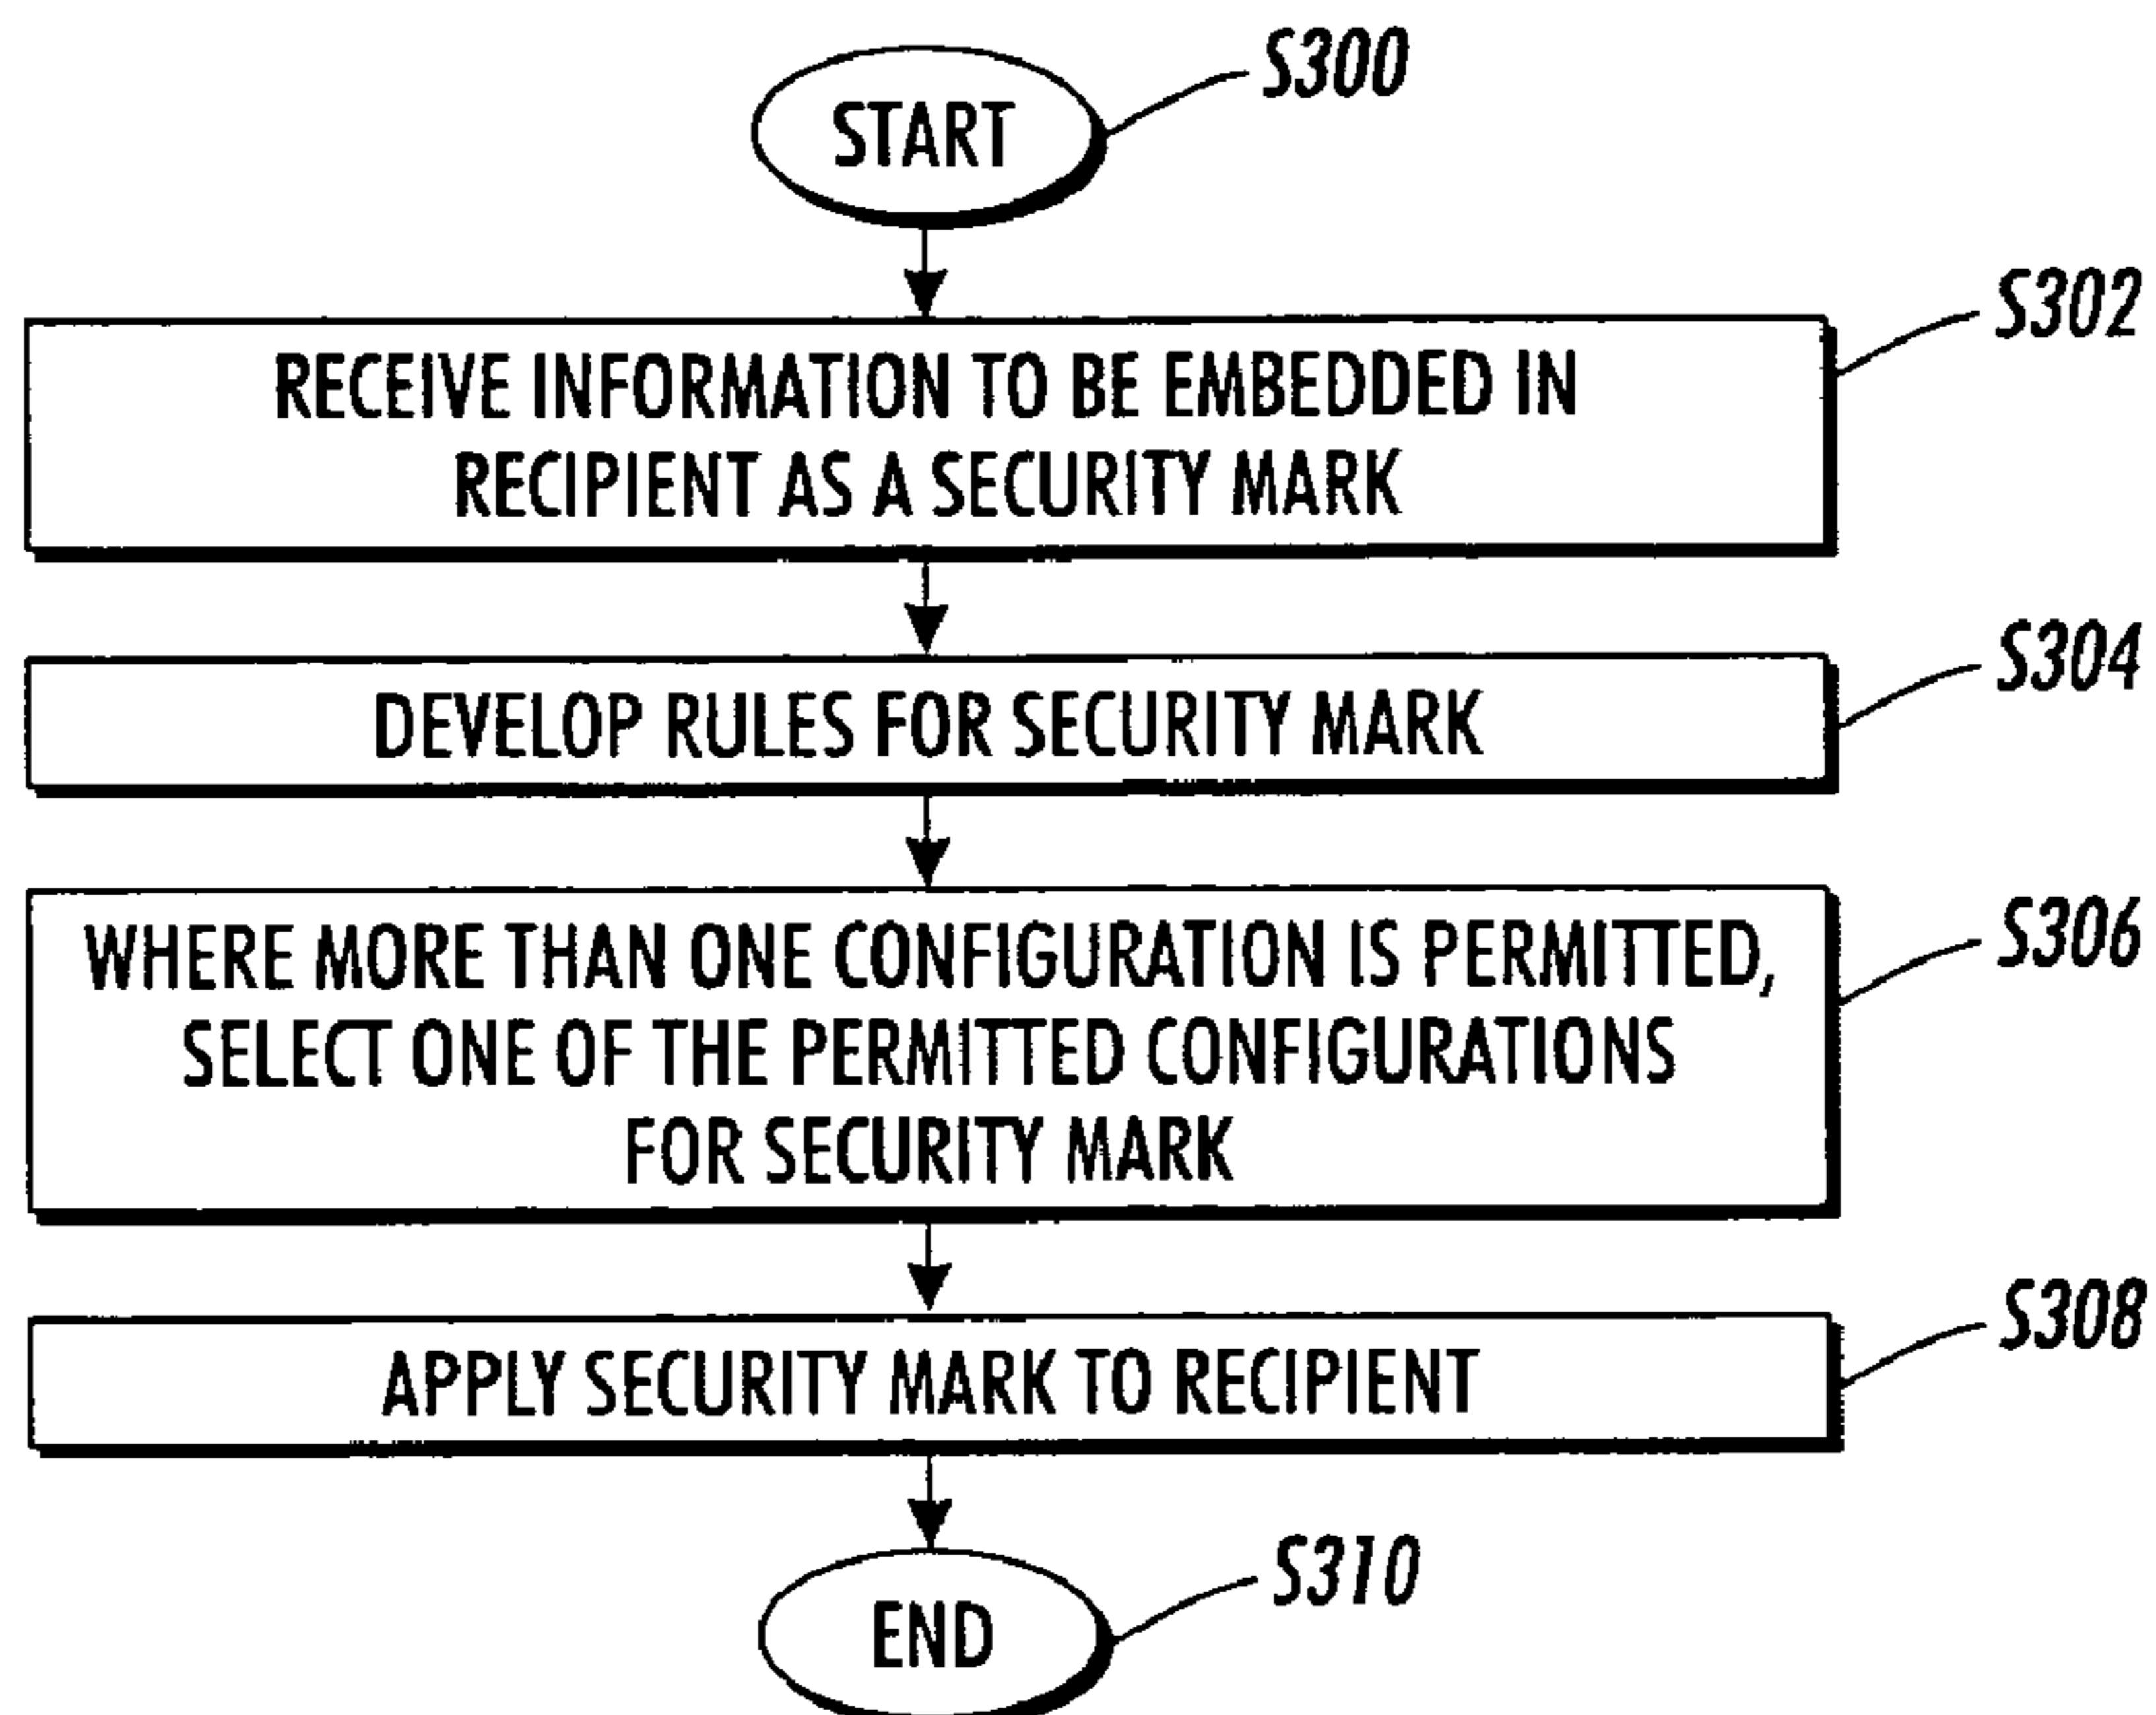 START
S300
S302
RECEIVE INFORMATION TO BE EMBEDDED IN
RECIPIENT AS A SECURITY MARK
S304
DEVELOP RULES FOR SECURITY MARK
S306
WHERE MORE THAN ONE CONFIGURATION IS PERMITTED,
SELECT ONE OF THE PERMITTED CONFIGURATIONS
FOR SECURITY MARK
S308
APPLY SECURITY MARK TO RECIPIENT
S310
END